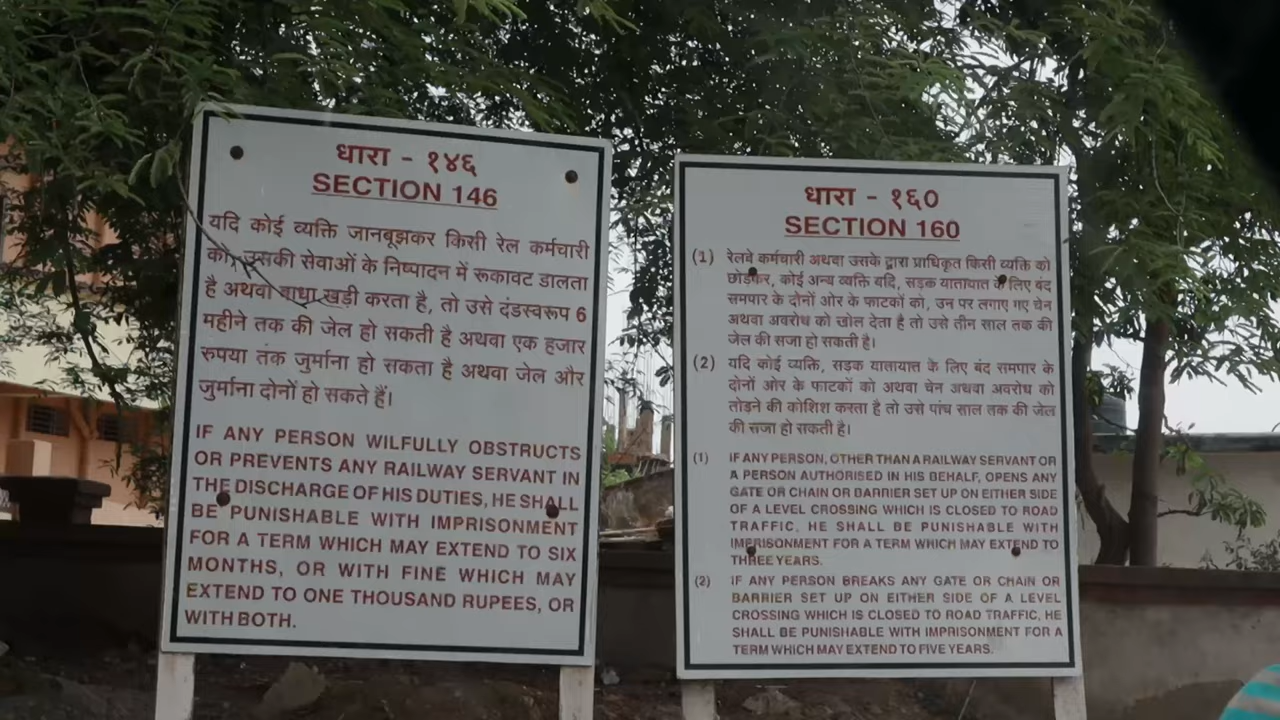 धारा - १४६
SECTION 146
यदि कोई व्यक्ति जानबूझकर किसी रेल कर्मचारी
को, उसकी सेवाओं के निष्पादन में रूकावट डालता
है अथवा बाधा खड़ी करता है, तो उसे दंडस्वरूप 6
महीने तक की जेल हो सकती है अथवा एक हजार
रुपया तक जुर्माना हो सकता है अथवा जेल और
जुर्माना दोनों हो सकते हैं।
IF ANY PERSON WILFULLY OBSTRUCTS
OR PREVENTS ANY RAILWAY SERVANT IN
THE DISCHARGE OF HIS DUTIES, HE SHALL
BE PUNISHABLE WITH IMPRISONMENT
FOR A TERM WHICH MAY EXTEND TO SIX
MONTHS, OR WITH FINE WHICH MAY
EXTEND TO ONE THOUSAND RUPEES, OR
WITH BOTH.
धारा - १६०
SECTION 160
(1) रेलवे कर्मचारी अथवा उसके द्वारा प्राधिकृत किसी व्यक्ति को
छोड़कर, कोई अन्य व्यक्ति यदि, सड़क यातायात के लिए बंद
समपार के दोनों ओर के फाटकों को, उन पर लगाए गए चेन
अथवा अवरोध को खोल देता है तो उसे तीन साल तक की
जेल की सजा हो सकती है।
(2) यदि कोई व्यक्ति, सड़क यातायात के लिए बंद समपार के
दोनों ओर के फाटकों को अथवा चेन अथवा अवरोध को
तोडने की कोशिश करता है तो उसे पांच साल तक की जेल
की सजा हो सकती है।
(1) IF ANY PERSON, OTHER THAN A RAILWAY SERVANT OR
A PERSON AUTHORISED IN HIS BEHALF, OPENS ANY
GATE OR CHAIN OR BARRIER SET UP ON EITHER SIDE
OF A LEVEL CROSSING WHICH IS CLOSED TO ROAD
TRAFFIC, HE SHALL BE PUNISHABLE WITH
IMPRISONMENT FOR A TERM WHICH MAY EXTEND TO
THREE YEARS.
(2) IF ANY PERSON BREAKS ANY GATE OR CHAIN OR
BARRIER SET UP ON EITHER SIDE OF A LEVEL
CROSSING WHICH IS CLOSED TO ROAD TRAFFIC, HE
SHALL BE PUNISHABLE WITH IMPRISONMENT FOR A
TERM WHICH MAY EXTEND TO FIVE YEARS.